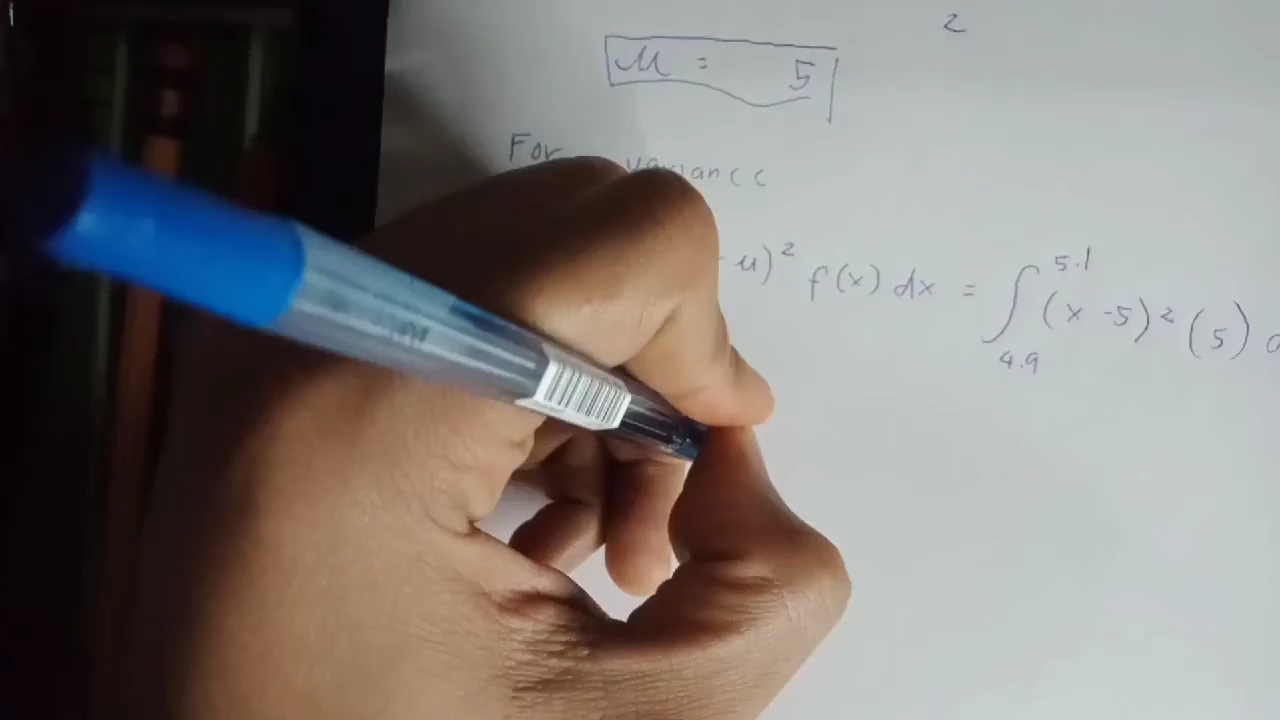 2
μ = 5
For variance
μ)² f(x) dx = ∫4.9^5.1 (x -5)² (5)